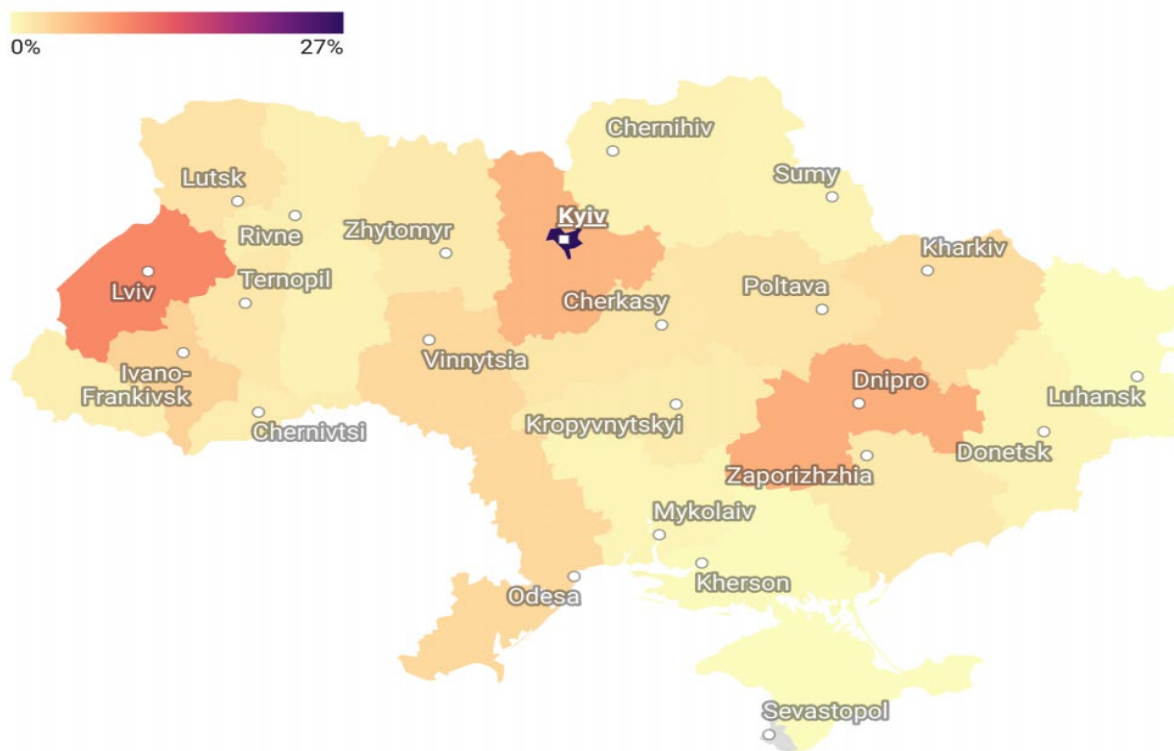 0%
27%
Chernihiv
Sumy
Lutsk
Kyiv
Rivne
Zhytomyr
Kharkiv
Ternopil
Lviv
Cherkasy
Poltava
Vinnytsia
Ivano-
Frankivsk
Dnipro
Luhansk
Chernivtsi
Kropyvnytskyi
Donetsk
Zaporizhzhia
Mykolaiv
Kherson
Odesa
Sevastopol